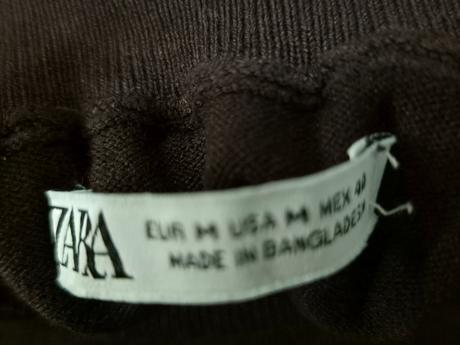 ZARA
EUR M USA M MEX 40
MADE IN BANGLADESH